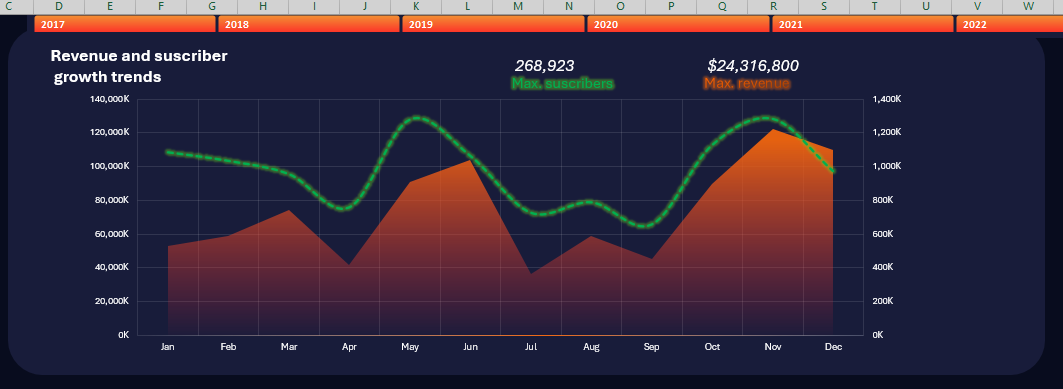 C D E F G H I J K L M N O P Q R S T U V W
2017 2018 2019 2020 2021 2022
Revenue and suscriber
growth trends
268,923 $24,316,800
Max. suscribers Max. revenue
140,000K 1,400K
120,000K 1,200K
100,000K 1,000K
80,000K 800K
60,000K 600K
40,000K 400K
20,000K 200K
0K 0K
Jan Feb Mar Apr May Jun Jul Aug Sep Oct Nov Dec